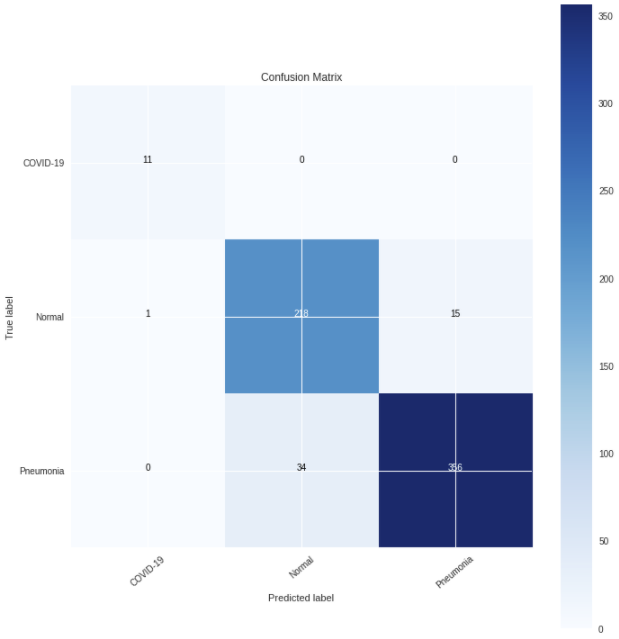 Confusion Matrix
350
300
250
200
150
100
50
0
True label
COVID-19
11
0
0
Normal
1
218
15
Pneumonia
0
34
356
COVID-19
Normal
Pneumonia
Predicted label